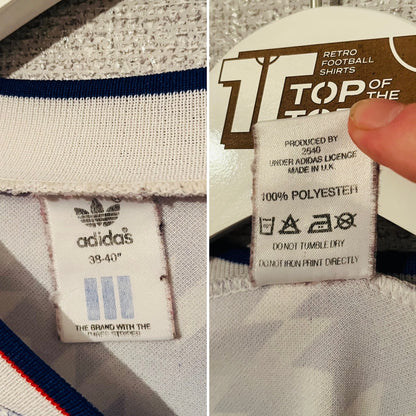 adidas
38-40"
THE BRAND WITH THE
RETRO
FOOTBALL
SHIRTS
TOP OF
THE
PRODUCED BY
2540
UNDER ADIDAS LICENCE
MADE IN U.K.
100% POLYESTER
DO NOT TUMBLE DRY
DO NOT IRON PRINT DIRECTLY